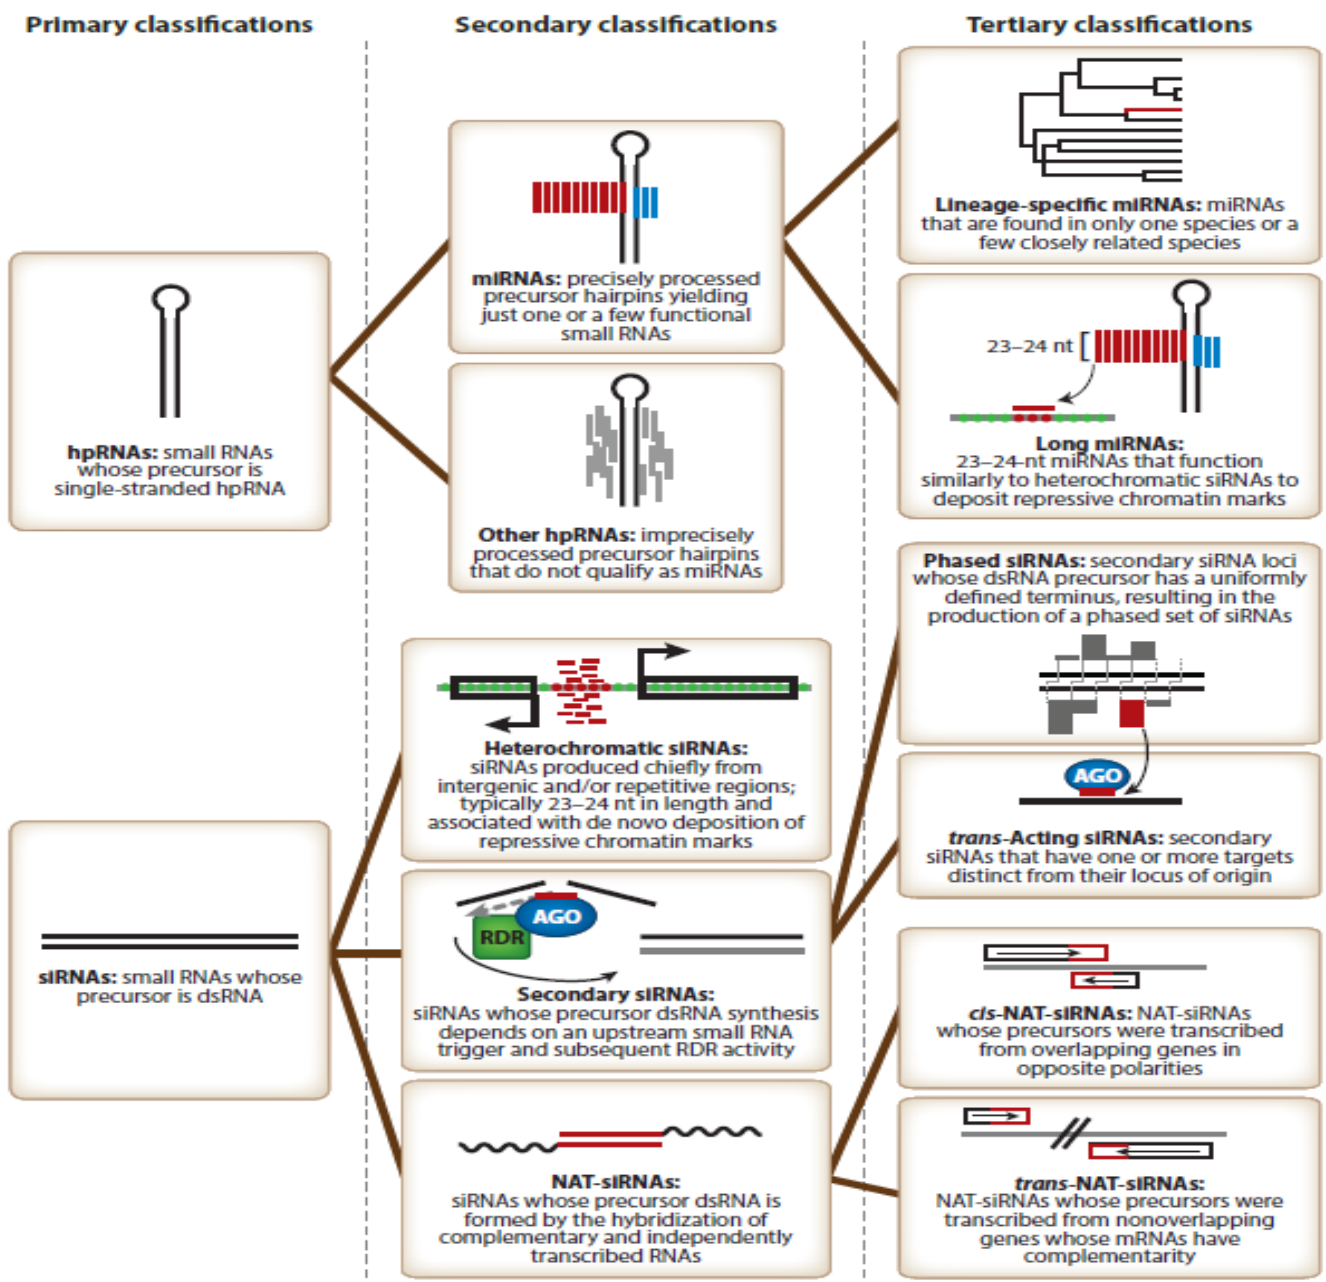 Primary classifications
Secondary classifications
Tertiary classifications
hpRNAs: small RNAs
whose precursor is
single-stranded hpRNA
miRNAs: precisely processed
precursor hairpins yielding
just one or a few functional
small RNAs
Other hpRNAs: imprecisely
processed precursor hairpins
that do not qualify as miRNAs
Lineage-specific miRNAs: miRNAs
that are found in only one species or a
few closely related species
23–24 nt
Long miRNAs:
23–24-nt miRNAs that function
similarly to heterochromatic siRNAs to
deposit repressive chromatin marks
siRNAs: small RNAs whose
precursor is dsRNA
Heterochromatic siRNAs:
siRNAs produced chiefly from
intergenic and/or repetitive regions;
typically 23–24 nt in length and
associated with de novo deposition of
repressive chromatin marks
AGO
RDR
Secondary siRNAs:
siRNAs whose precursor dsRNA synthesis
depends on an upstream small RNA
trigger and subsequent RDR activity
NAT-siRNAs:
siRNAs whose precursor dsRNA is
formed by the hybridization of
complementary and independently
transcribed RNAs
Phased siRNAs: secondary siRNA loci
whose dsRNA precursor has a uniformly
defined terminus, resulting in the
production of a phased set of siRNAs
AGO
trans-Acting siRNAs: secondary
siRNAs that have one or more targets
distinct from their locus of origin
cis-NAT-siRNAs: NAT-siRNAs
whose precursors were transcribed
from overlapping genes in
opposite polarities
trans-NAT-siRNAs:
NAT-siRNAs whose precursors were
transcribed from nonoverlapping
genes whose mRNAs have
complementarity